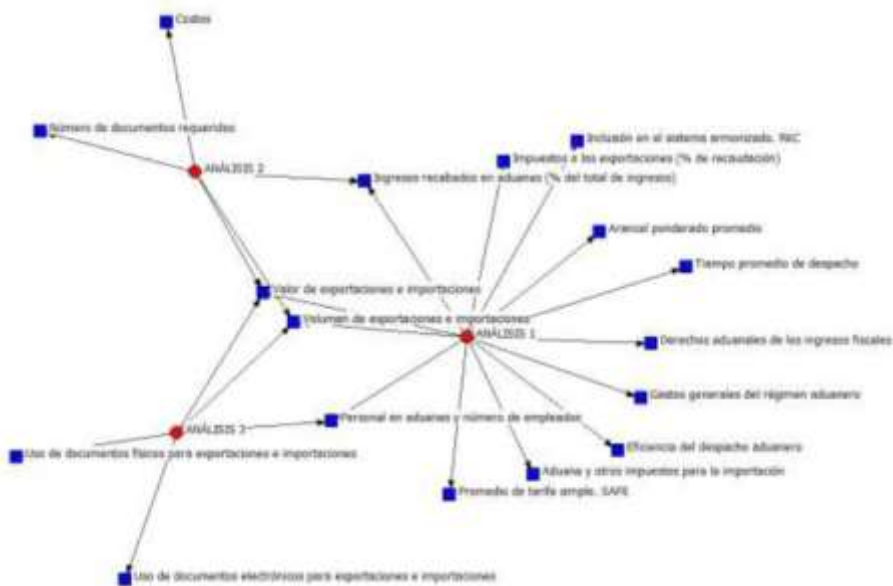 Costos
Número de documentos requeridos
Inclusión en el sistema armonizado. REC
Impuestos a las exportaciones (% de recaudación)
ANÁLISIS 2
Ingresos recabados en aduanas (% del total de ingresos)
Arancel ponderado promedio
Tiempo promedio de despacho
Valor de exportaciones e importaciones
Volumen de exportaciones e importaciones
ANÁLISIS 1
Derechos aduanales de los ingresos fiscales
Gastos generales del régimen aduanero
Personal en aduanas y número de empleados
ANÁLISIS 3
Eficiencia del despacho aduanero
Uso de documentos físicos para exportaciones e importaciones
Aduana y otros impuestos para la importación
Promedio de tarifa simple. SAFE
Uso de documentos electrónicos para exportaciones e importaciones